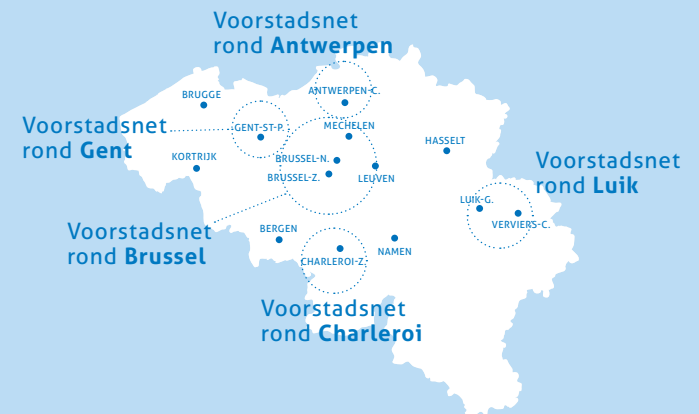 Voorstadsnet
rond Antwerpen
BRUGGE
ANTWERPEN-C.
Voorstadsnet
rond Gent
GENT-ST-P.
MECHELEN
HASSELT
KORTRIJK
BRUSSEL-N.
BRUSSEL-Z.
LEUVEN
Voorstadsnet
rond Luik
LUIK-G.
VERVIERS-C.
Voorstadsnet
rond Brussel
BERGEN
CHARLEROI-Z.
NAMEN
Voorstadsnet
rond Charleroi